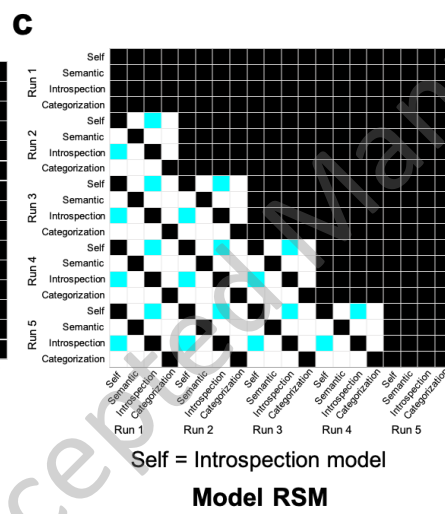 C
Self
Semantic
Introspection
Categorization
Run 1
Self
Semantic
Introspection
Categorization
Run 2
Self
Semantic
Introspection
Categorization
Run 3
Self
Semantic
Introspection
Categorization
Run 4
Self
Semantic
Introspection
Categorization
Run 5
Self Semantic Introspection Categorization Self Semantic Introspection Categorization Self Semantic Introspection Categorization Self Semantic Introspection Categorization Self Semantic Introspection Categorization
Run 1 Run 2 Run 3 Run 4 Run 5
Self = Introspection model
Model RSM
cepted Man